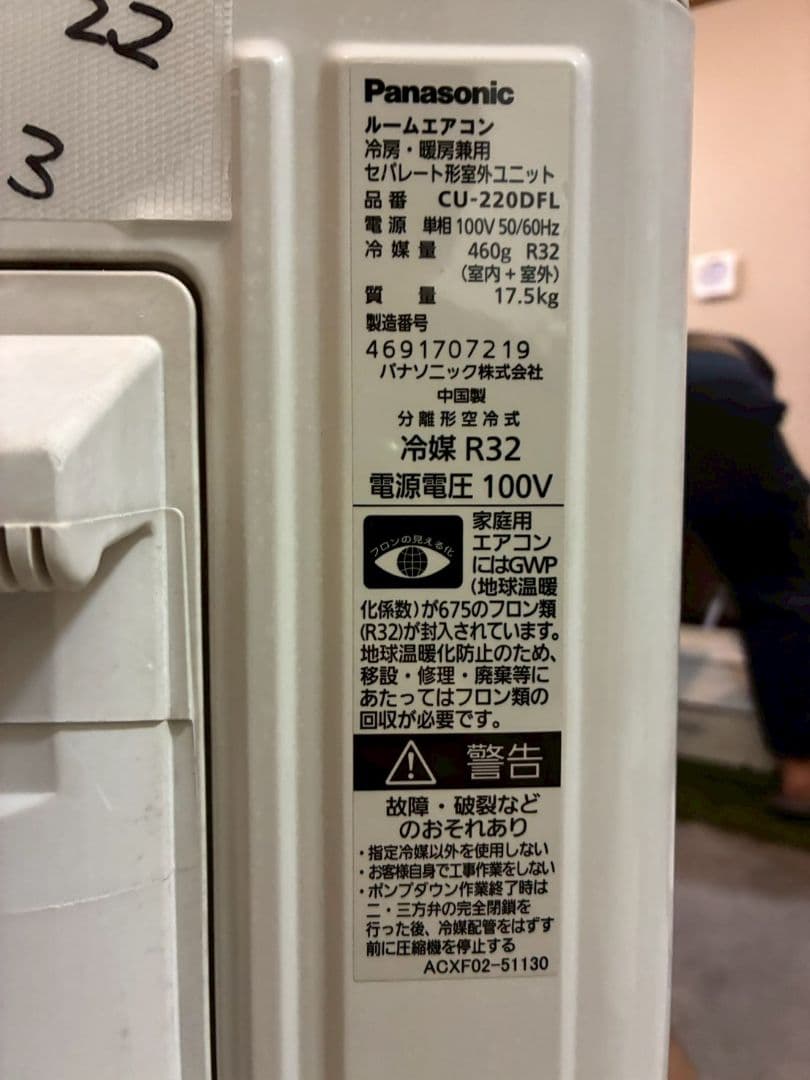 22
3
Panasonic
ルームエアコン
冷房・暖房兼用
セパレート形室外ユニット
品番 CU-220DFL
電源 単相100V 50/60Hz
冷媒量 460g R32
(室内+室外)
質量 17.5kg
製造番号
4691707219
パナソニック株式会社
中国製
分離形空冷式
冷媒 R32
電源電圧 100V
フロンの見える化
家庭用
エアコン
にはGWP
(地球温暖
化係数)が675のフロン類
(R32)が封入されています。
地球温暖化防止のため、
移設・修理・廃棄等に
あたってはフロン類の
回収が必要です。
警告
故障・破裂など
のおそれあり
・指定冷媒以外を使用しない
・お客様自身で工事作業をしない
・ポンプダウン作業終了時は
二・三方弁の完全閉鎖を
行った後、冷媒配管をはずす
前に圧縮機を停止する
ACXF02-51130